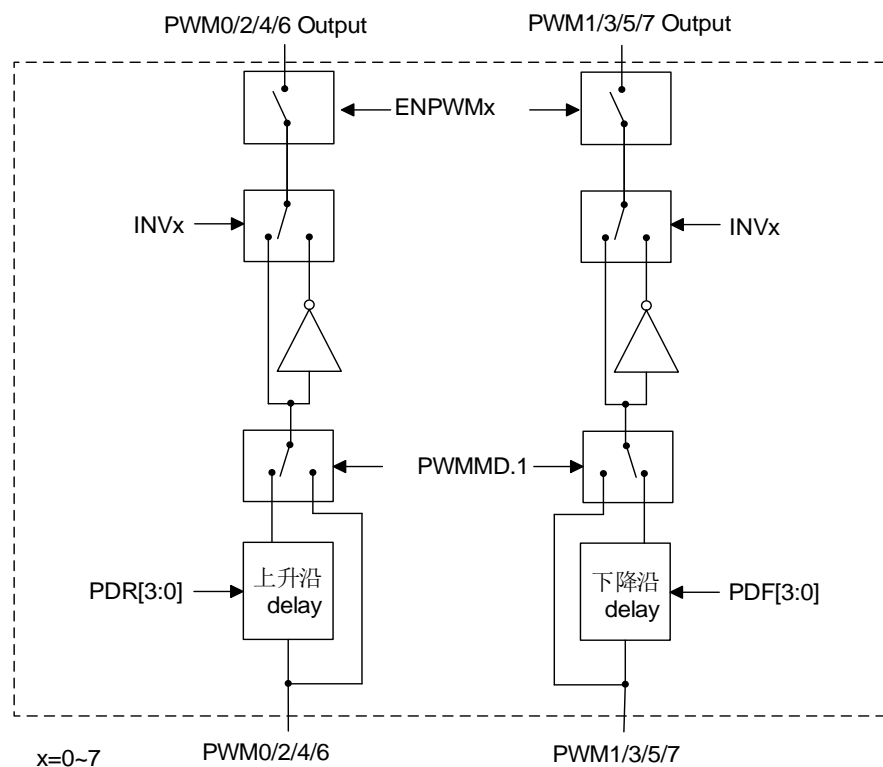 PWM0/2/4/6 Output
PWM1/3/5/7 Output
ENPWMx
INVx
INVx
PWMMD.1
PDR[3:0]
上升沿
delay
下降沿
delay
PDF[3:0]
x=0~7
PWM0/2/4/6
PWM1/3/5/7